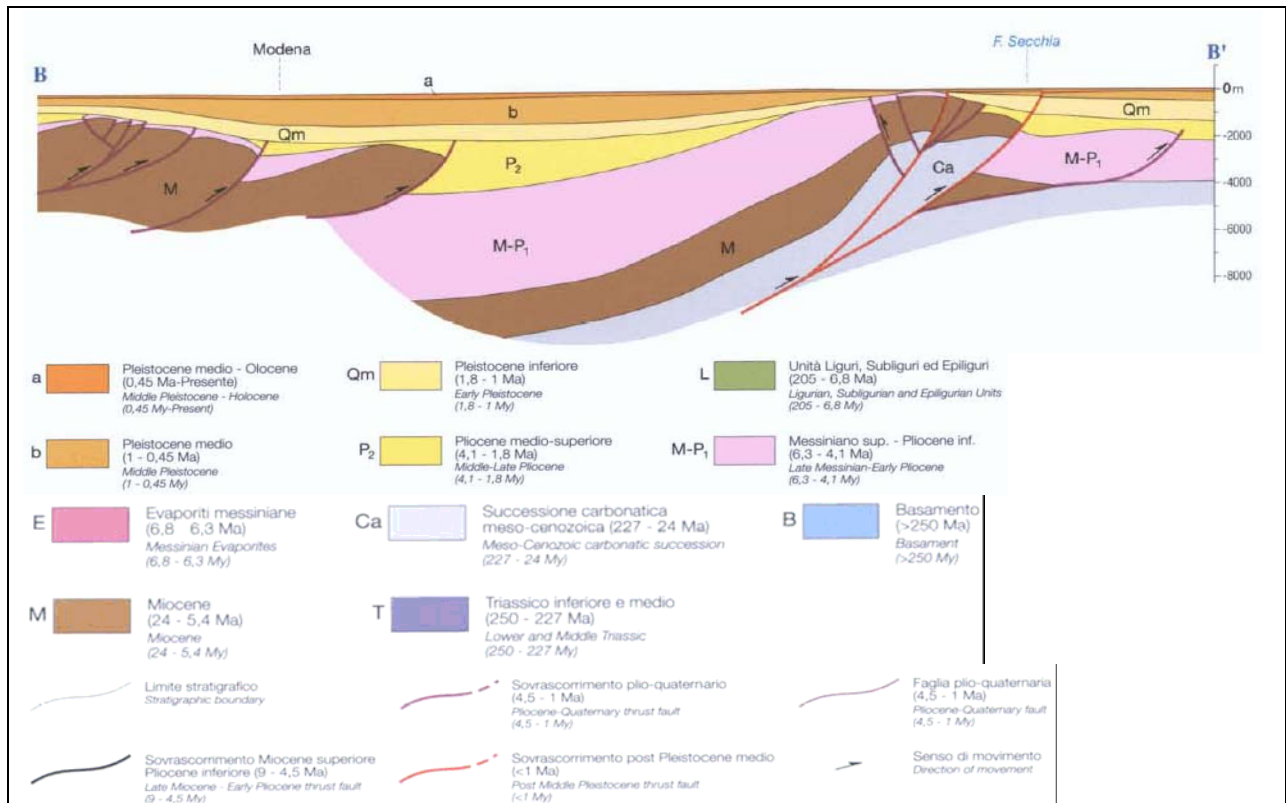 Modena
F. Secchia
B
B'
a
0 m
b
Qm
Qm
-2000
P2
M
Ca
M-P1
-4000
M-P1
M
-6000
-8000
a
Pleistocene medio - Olocene
(0,45 Ma-Presente)
Middle Pleistocene - Holocene
(0,45 My-Present)
Qm
Pleistocene inferiore
(1,8 - 1 Ma)
Early Pleistocene
(1,8 - 1 My)
L
Unità Liguri, Subliguri ed Epiliguri
(205 - 6,8 Ma)
Ligurian, Subligurian and Epiligurian Units
(205 - 6,8 My)
b
Pleistocene medio
(1 - 0,45 Ma)
Middle Pleistocene
(1 - 0,45 My)
P2
Pliocene medio-superiore
(4,1 - 1,8 Ma)
Middle-Late Pliocene
(4,1 - 1,8 My)
M-P1
Messiniano sup. - Pliocene inf.
(6,3 - 4,1 Ma)
Late Messinian-Early Pliocene
(6,3 - 4,1 My)
E
Evaporiti messiniane
(6,8 - 6,3 Ma)
Messinian Evaporites
(6,8 - 6,3 My)
Ca
Successione carbonatica
meso-cenozoica (227 - 24 Ma)
Meso-Cenozoic carbonatic succession
(227 - 24 My)
B
Basamento
(>250 Ma)
Basament
(>250 My)
M
Miocene
(24 - 5,4 Ma)
Miocene
(24 - 5,4 My)
T
Triassico inferiore e medio
(250 - 227 Ma)
Lower and Middle Triassic
(250 - 227 My)
Limite stratigrafico
Stratigraphic boundary
Sovrascorrimento plio-quaternario
(4,5 - 1 Ma)
Pliocene-Quaternary thrust fault
(4,5 - 1 My)
Faglia plio-quaternaria
(4,5 - 1 Ma)
Pliocene-Quaternary fault
(4,5 - 1 My)
Sovrascorrimento Miocene superiore
Pliocene inferiore (9 - 4,5 Ma)
Late Miocene - Early Pliocene thrust fault
(9 - 4,5 My)
Sovrascorrimento post Pleistocene medio
(<1 Ma)
Post Middle Pleistocene thrust fault
(<1 My)
Senso di movimento
Direction of movement